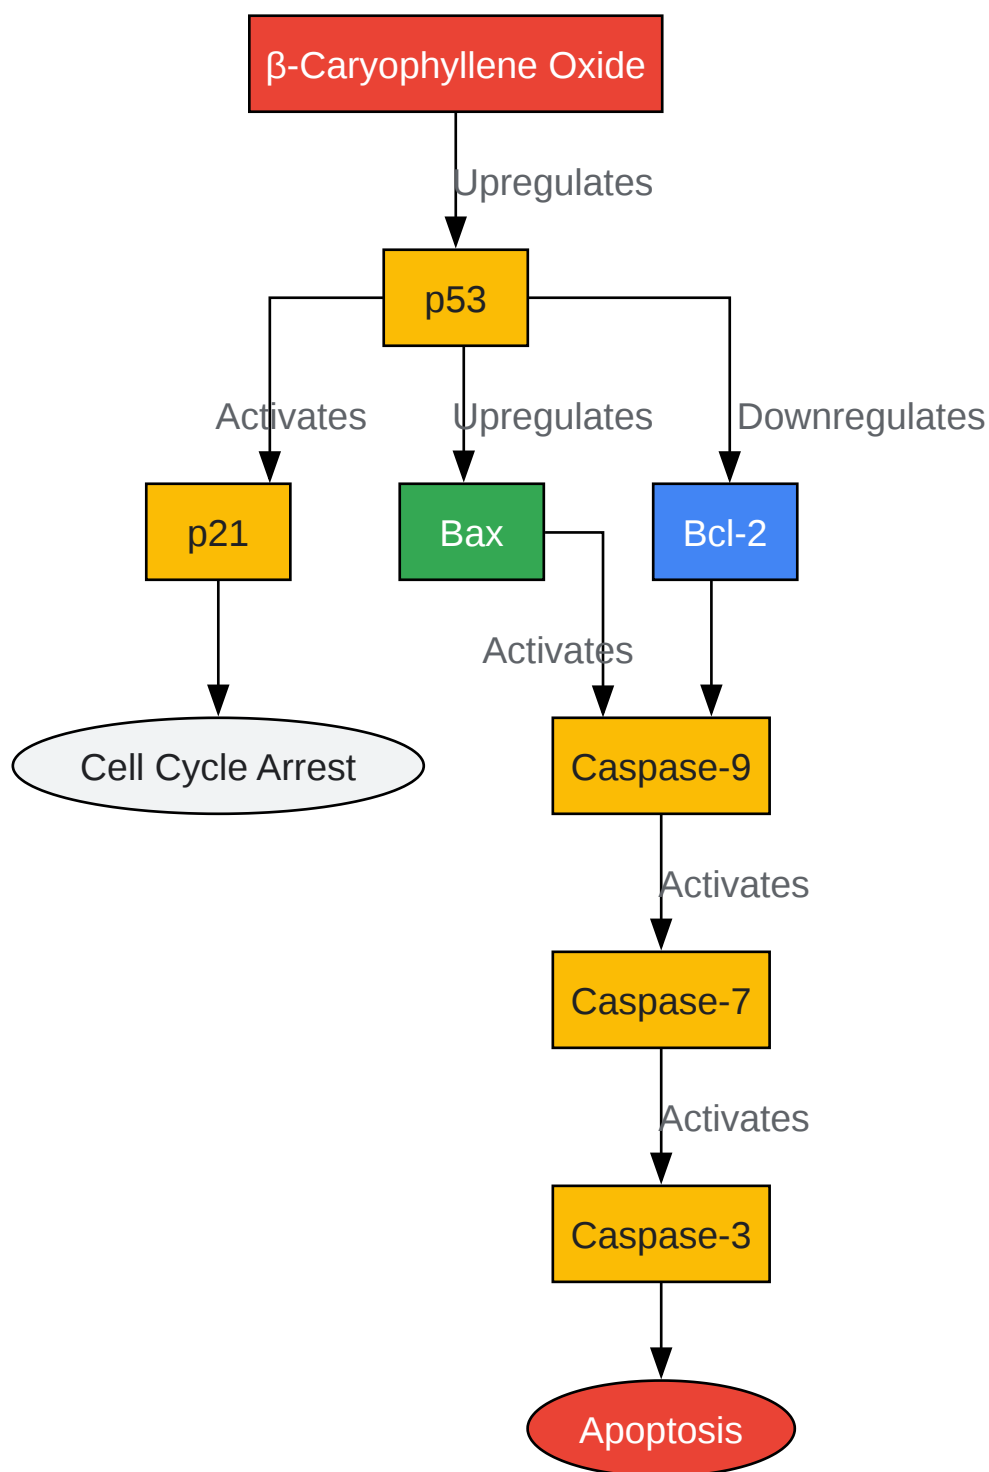 β-Caryophyllene Oxide
Upregulates
p53
Activates
Upregulates
Downregulates
p21
Bax
Bcl-2
Activates
Cell Cycle Arrest
Caspase-9
Activates
Caspase-7
Activates
Caspase-3
Apoptosis